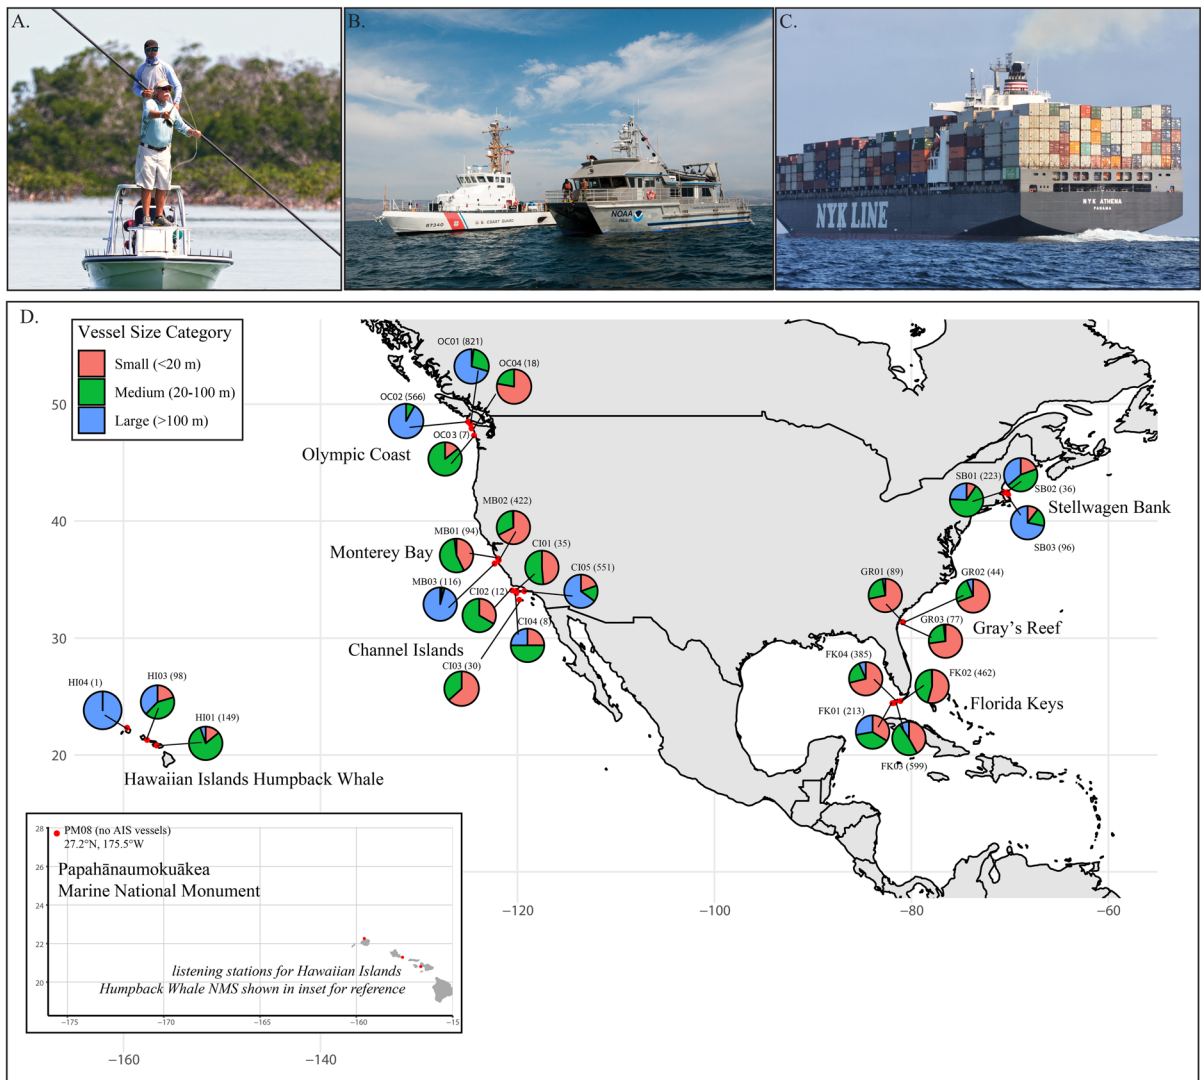 A.
B.
C.
87340
U.S. COAST GUARD
NOAA
NYK LINE
NYK ATHENA
PANAMA
D.
Vessel Size Category
Small (<20 m)
Medium (20-100 m)
Large (>100 m)
50
40
30
20
OC01 (821)
OC04 (18)
OC02 (566)
OC03 (7)
Olympic Coast
MB02 (422)
MB01 (94)
Monterey Bay
MB03 (116)
CI01 (35)
CI05 (551)
CI02 (12)
CI04 (8)
Channel Islands
CI03 (30)
HI04 (1)
HI03 (98)
HI01 (149)
Hawaiian Islands Humpback Whale
SB01 (223)
SB02 (36)
Stellwagen Bank
SB03 (96)
GR01 (89)
GR02 (44)
GR03 (77)
Gray's Reef
FK04 (385)
FK02 (462)
Florida Keys
FK01 (213)
FK03 (599)
PM08 (no AIS vessels)
27.2°N, 175.5°W
Papahānaumokuākea
Marine National Monument
listening stations for Hawaiian Islands
Humpback Whale NMS shown in inset for reference
28
26
24
22
20
−175
−170
−165
−160
−15
−160
−140
−120
−100
−80
−60